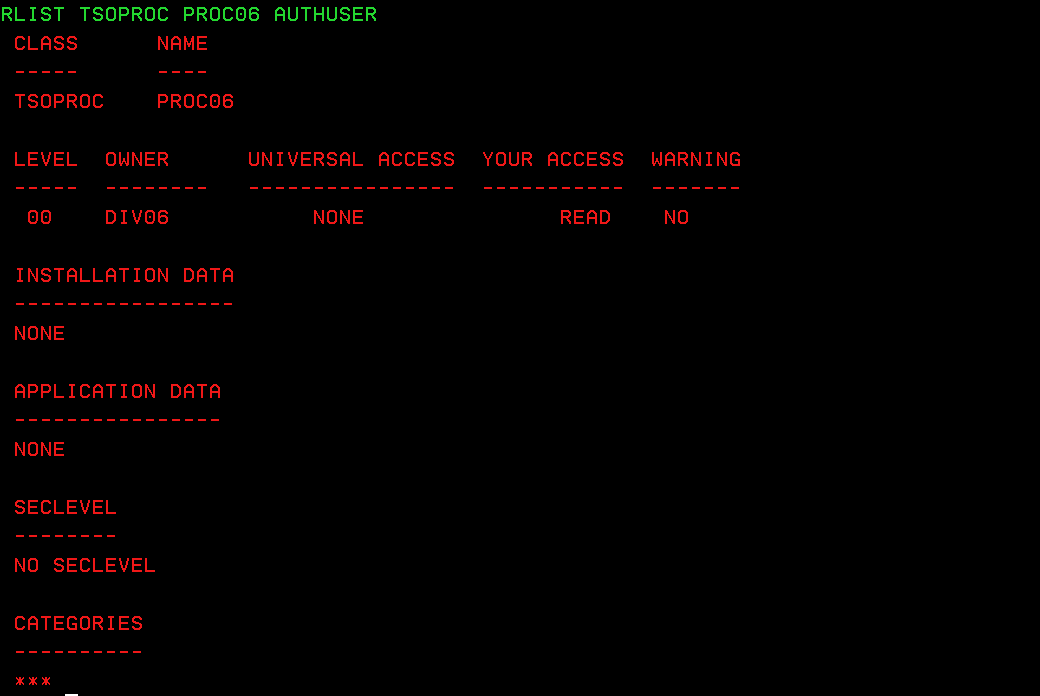 RLIST TSOPROC PROC06 AUTHUSER
CLASS      NAME
-----      ----
TSOPROC    PROC06
LEVEL  OWNER      UNIVERSAL ACCESS  YOUR ACCESS  WARNING
-----  --------   ----------------  -----------  -------
 00    DIV06           NONE               READ    NO
INSTALLATION DATA
-----------------
NONE
APPLICATION DATA
----------------
NONE
SECLEVEL
--------
NO SECLEVEL
CATEGORIES
----------
***